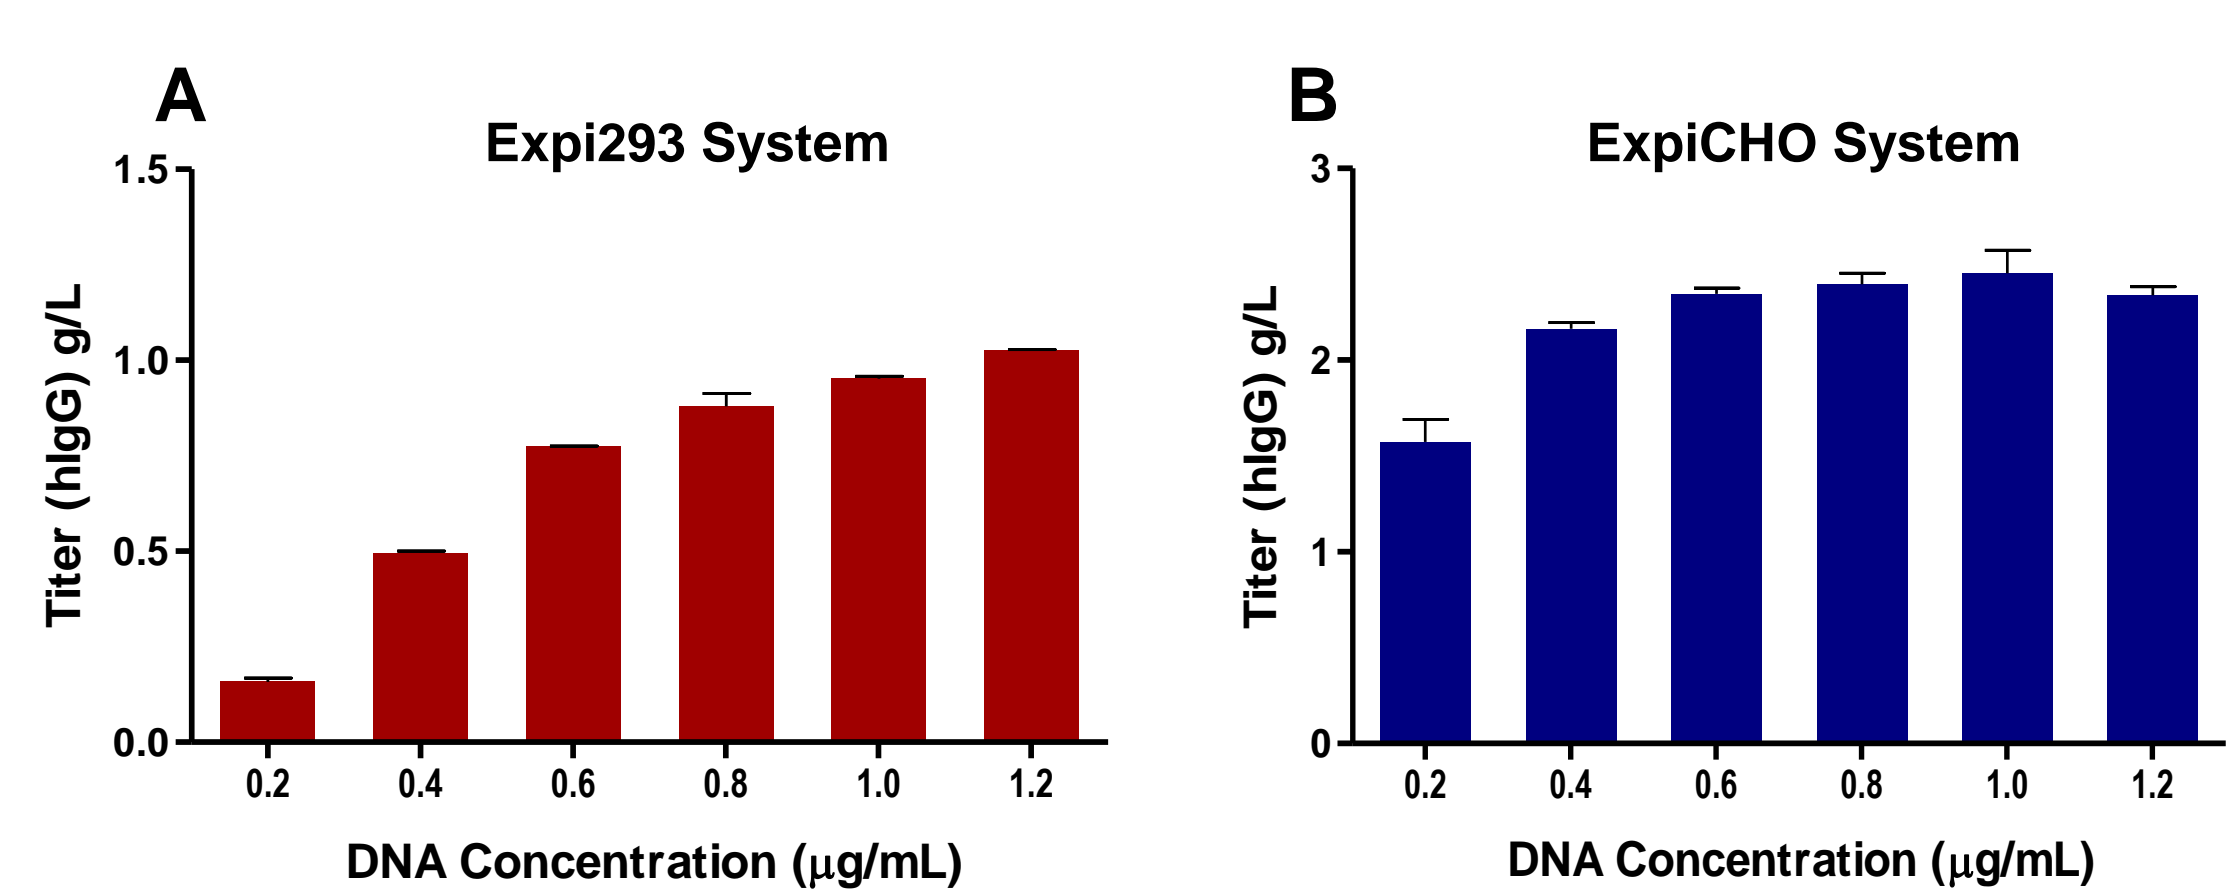 A
Expi293 System
Titer (hIgG) g/L
1.5
1.0
0.5
0.0
0.2 0.4 0.6 0.8 1.0 1.2
DNA Concentration (μg/mL)
B
ExpiCHO System
Titer (hIgG) g/L
3
2
1
0
0.2 0.4 0.6 0.8 1.0 1.2
DNA Concentration (μg/mL)